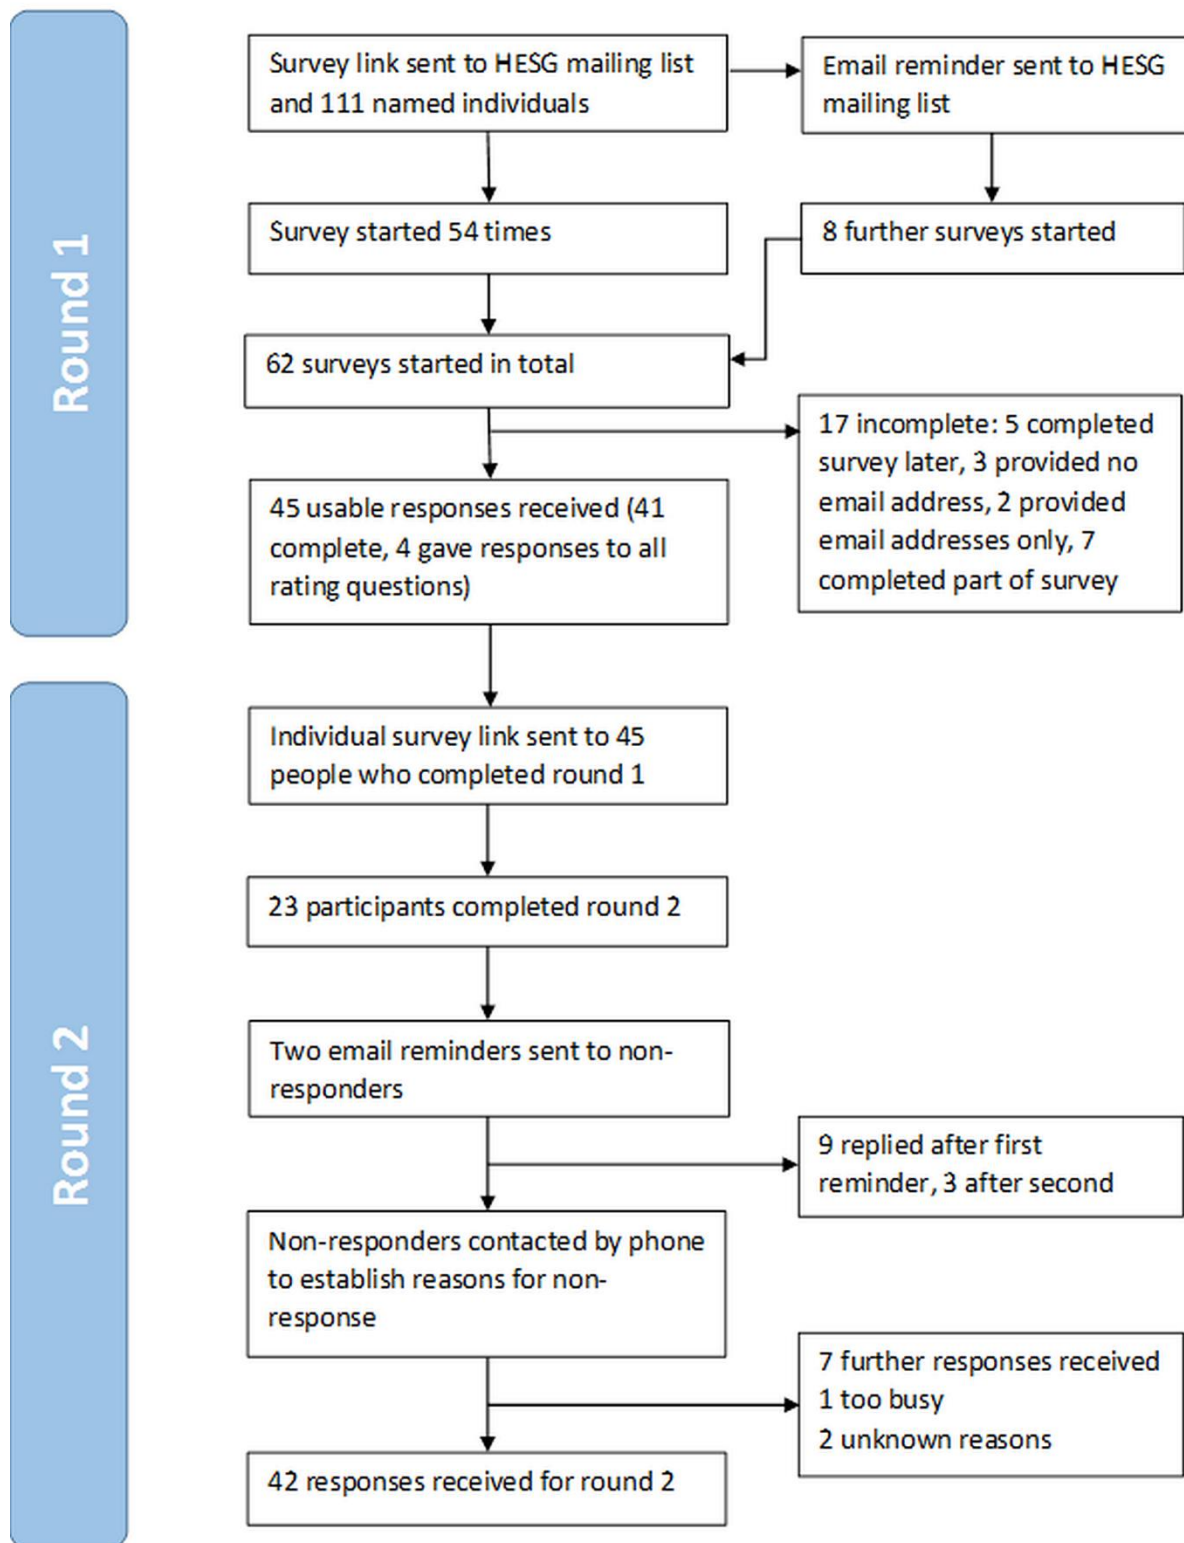 Round 1
Survey link sent to HESG mailing list
and 111 named individuals
Email reminder sent to HESG
mailing list
Survey started 54 times
8 further surveys started
62 surveys started in total
17 incomplete: 5 completed
survey later, 3 provided no
email address, 2 provided
email addresses only, 7
completed part of survey
45 usable responses received (41
complete, 4 gave responses to all
rating questions)
Round 2
Individual survey link sent to 45
people who completed round 1
23 participants completed round 2
Two email reminders sent to non-
responders
9 replied after first
reminder, 3 after second
Non-responders contacted by phone
to establish reasons for non-
response
7 further responses received
1 too busy
2 unknown reasons
42 responses received for round 2